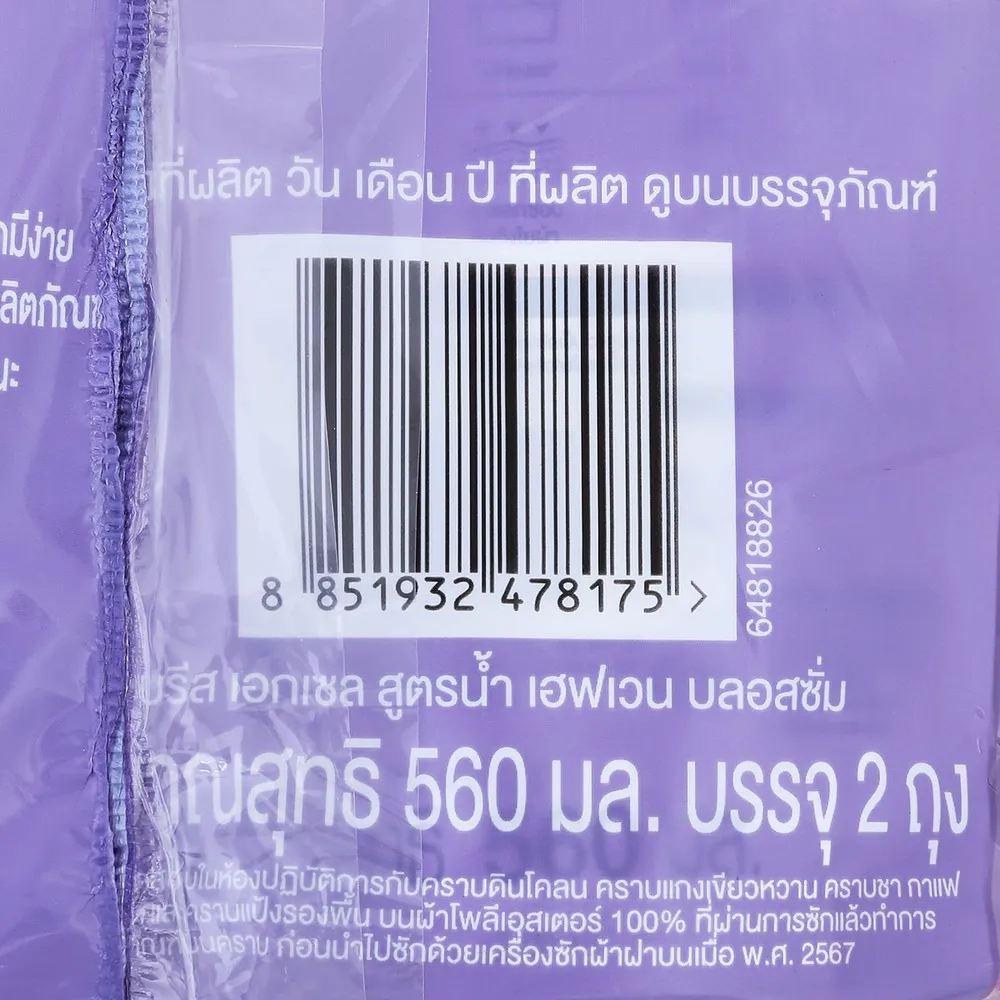 ที่ผลิต วัน เดือน ปี ที่ผลิต ดูบนบรรจุภัณฑ์
มีง่าย
8 851932 478175 >
64818826
บรีส เอกเซล สูตรน้ำ เฮฟเวน บลอสซั่ม
สุทธิ 560 มล. บรรจุ 2 ถุง
ในห้องปฏิบัติการกับคราบดินโคลน คราบแกงเขียวหวาน คราบชา กาแฟ
คราบแป้งรองพื้น บนผ้าโพลีเอสเตอร์ 100% ที่ผ่านการซักแล้วทำการ
บนคราบ ก่อนนำไปซักด้วยเครื่องซักผ้าฝาบนเมื่อ พ.ศ. 2567